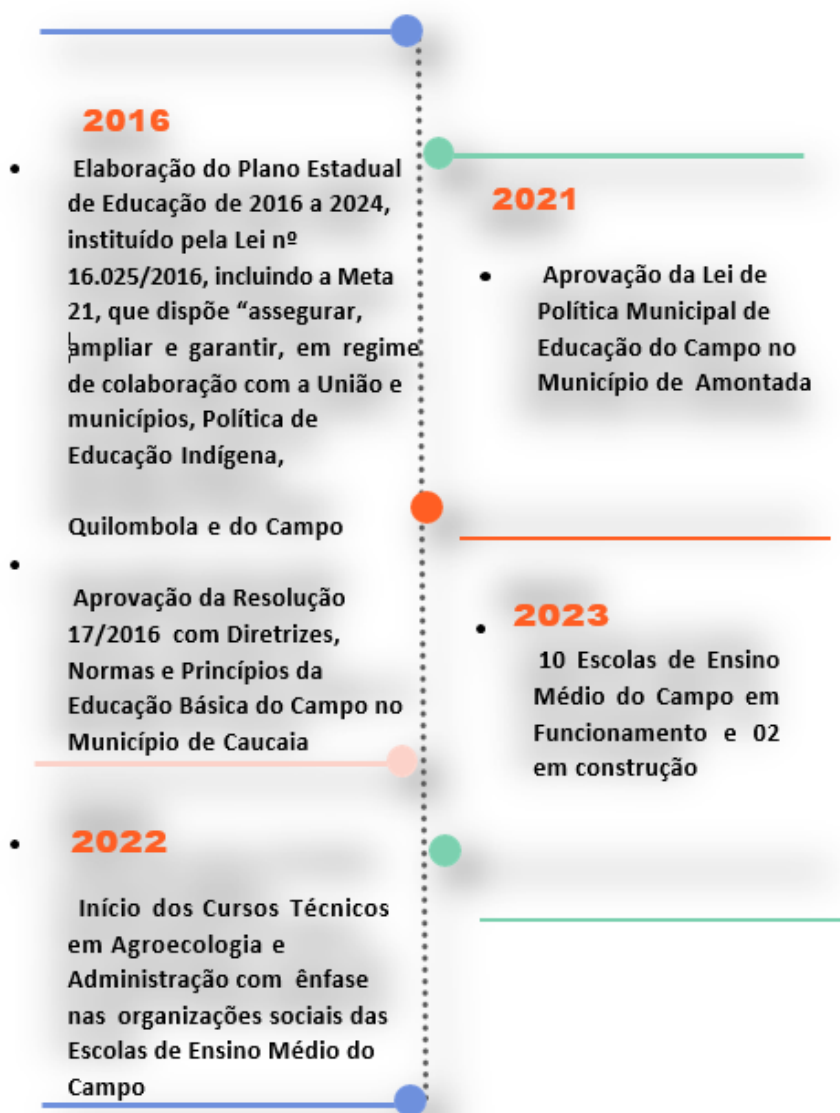 2016
• Elaboração do Plano Estadual
de Educação de 2016 a 2024,
instituído pela Lei nº
16.025/2016, incluindo a Meta
21, que dispõe “assegurar,
ampliar e garantir, em regime
de colaboração com a União e
municípios, Política de
Educação Indígena,
Quilombola e do Campo
•
Aprovação da Resolução
17/2016 com Diretrizes,
Normas e Princípios da
Educação Básica do Campo no
Município de Caucaia
2021
• Aprovação da Lei de
Política Municipal de
Educação do Campo no
Município de Amontada
• 2022
Início dos Cursos Técnicos
em Agroecologia e
Administração com ênfase
nas organizações sociais das
Escolas de Ensino Médio do
Campo
• 2023
10 Escolas de Ensino
Médio do Campo em
Funcionamento e 02
em construção